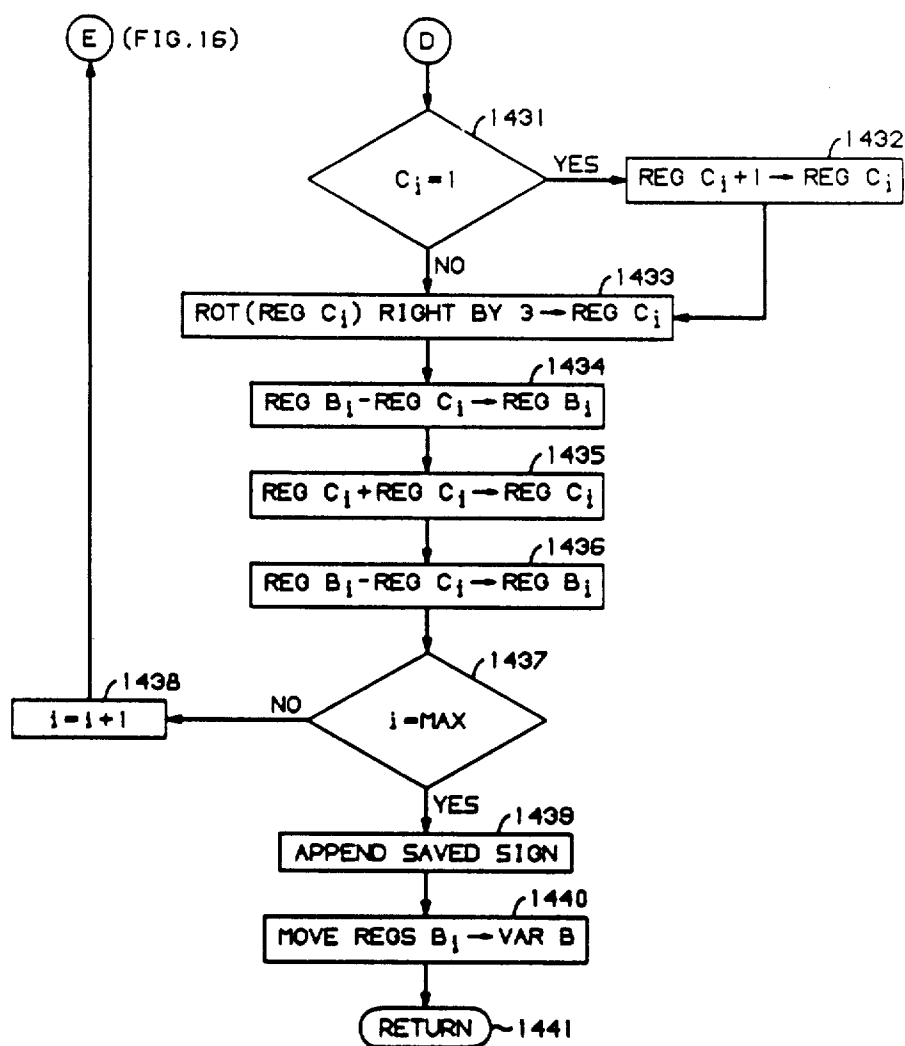 E (FIG.16)
D
1431
C_i=1
YES
1432
REG C_i+1→REG C_i
NO
1433
ROT(REG C_i) RIGHT BY 3→REG C_i
1434
REG B_i-REG C_i→REG B_i
1435
REG C_i+REG C_i→REG C_i
1436
REG B_i-REG C_i→REG B_i
1437
i=MAX
NO
1438
i=i+1
YES
1439
APPEND SAVED SIGN
1440
MOVE REGS B_i→VAR B
RETURN
1441